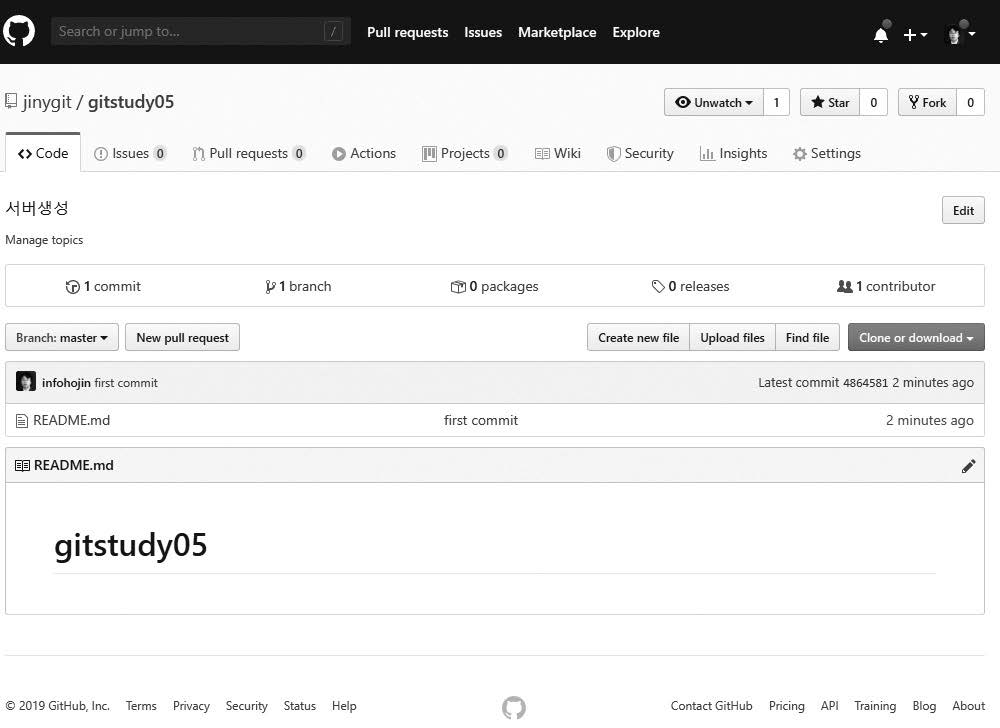 Search or jump to... / Pull requests Issues Marketplace Explore
jinygit / gitstudy05 Unwatch 1 Star 0 Fork 0
Code Issues 0 Pull requests 0 Actions Projects 0 Wiki Security Insights Settings
서버생성 Edit
Manage topics
1 commit 1 branch 0 packages 0 releases 1 contributor
Branch: master New pull request Create new file Upload files Find file Clone or download
infohojin first commit Latest commit 4864581 2 minutes ago
README.md first commit 2 minutes ago
README.md
gitstudy05
© 2019 GitHub, Inc. Terms Privacy Security Status Help Contact GitHub Pricing API Training Blog About